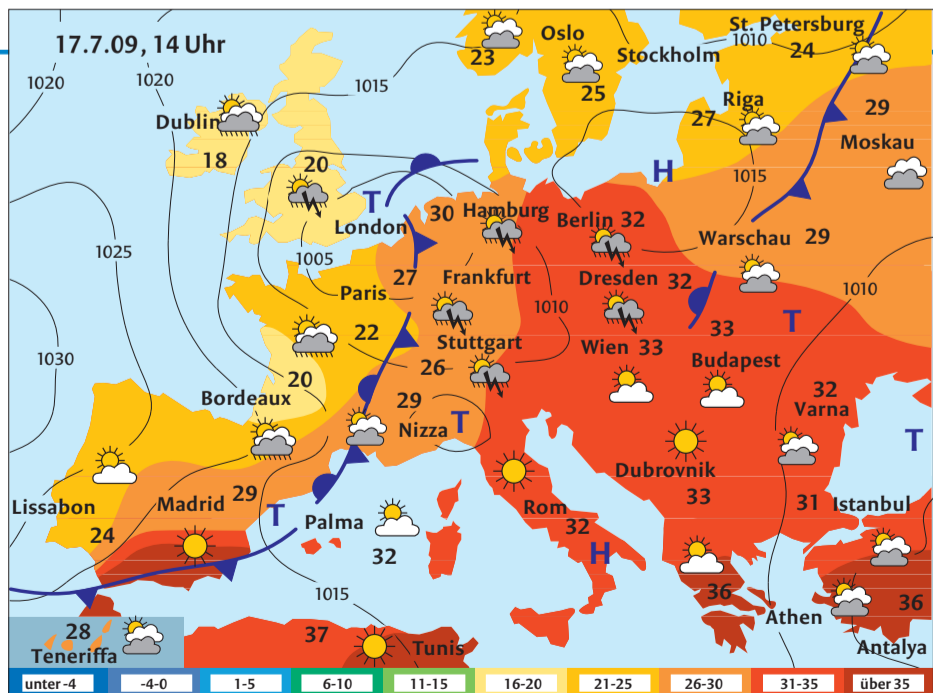 17.7.09, 14 Uhr
Oslo
St. Petersburg
1010
24
Stockholm
23
1020
1020
1015
25
Riga
27
29
Dublin
Moskau
18
20
H
1015
T
30
Hamburg
Berlin 32
London
Warschau 29
1025
1005
27
Frankfurt
Dresden 32
1010
Paris
1010
22
33
T
1030
Stuttgart
Wien 33
Budapest
26
20
32
Bordeaux
29
Varna
Nizza
T
T
Dubrovnik
Lissabon
Madrid
29
33
31
Istanbul
T
Palma
Rom
32
24
32
H
1015
36
36
28
37
Athen
Teneriffa
Tunis
Antalya
unter -4
-4-0
1-5
6-10
11-15
16-20
21-25
26-30
31-35
über 35